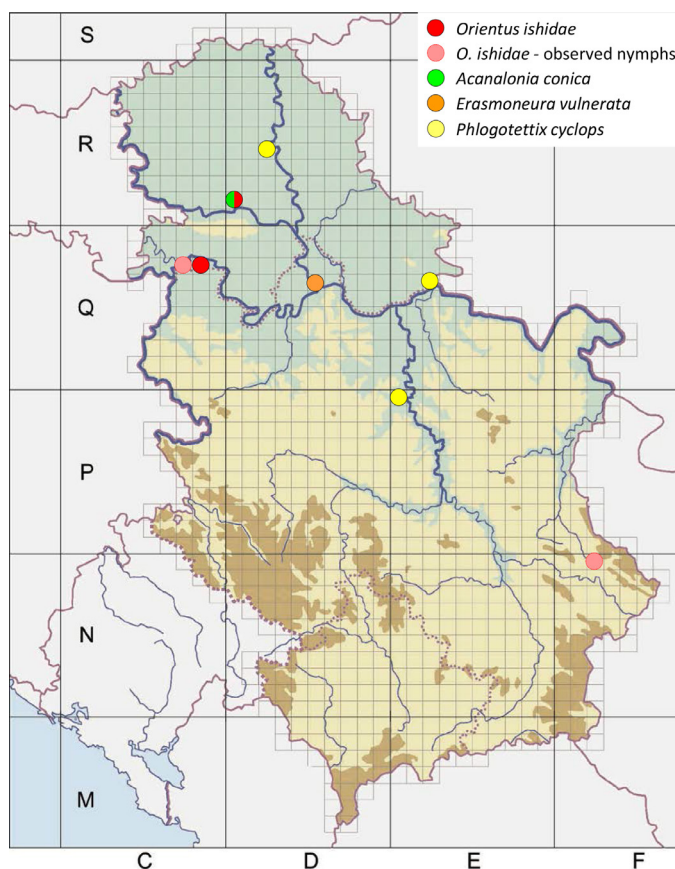 S
Orientus ishidae
O. ishidae - observed nymphs
Acanalonia conica
Erasmoneura vulnerata
Phlogotettix cyclops
R
Q
P
N
M
C D E F